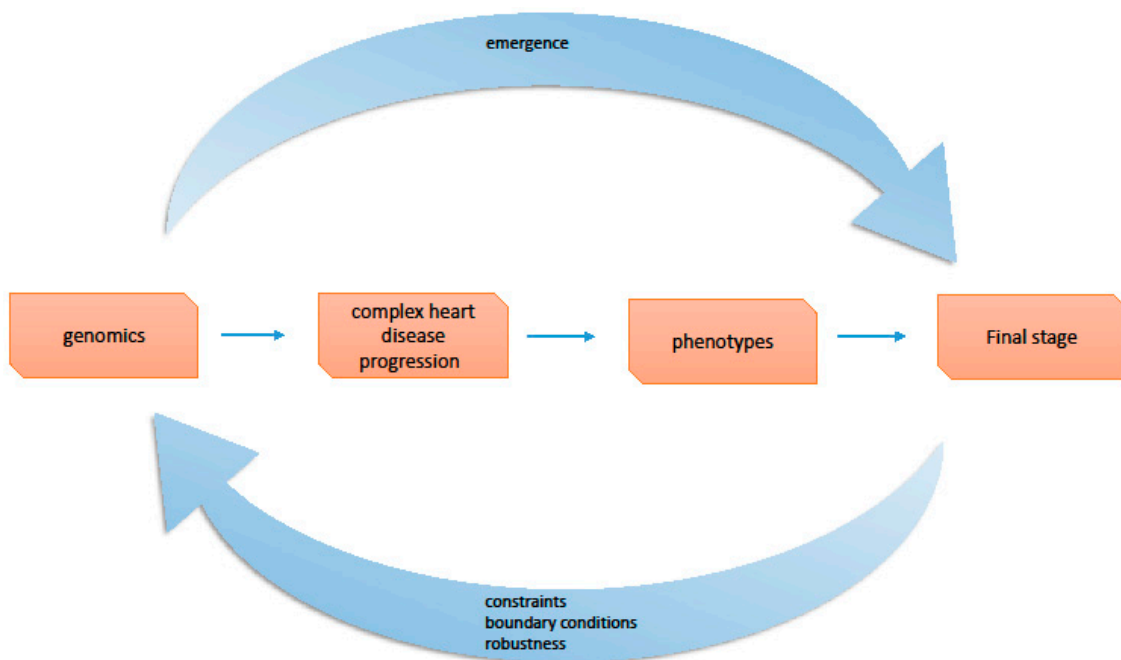 emergence
genomics
complex heart
disease
progression
phenotypes
Final stage
constraints
boundary conditions
robustness